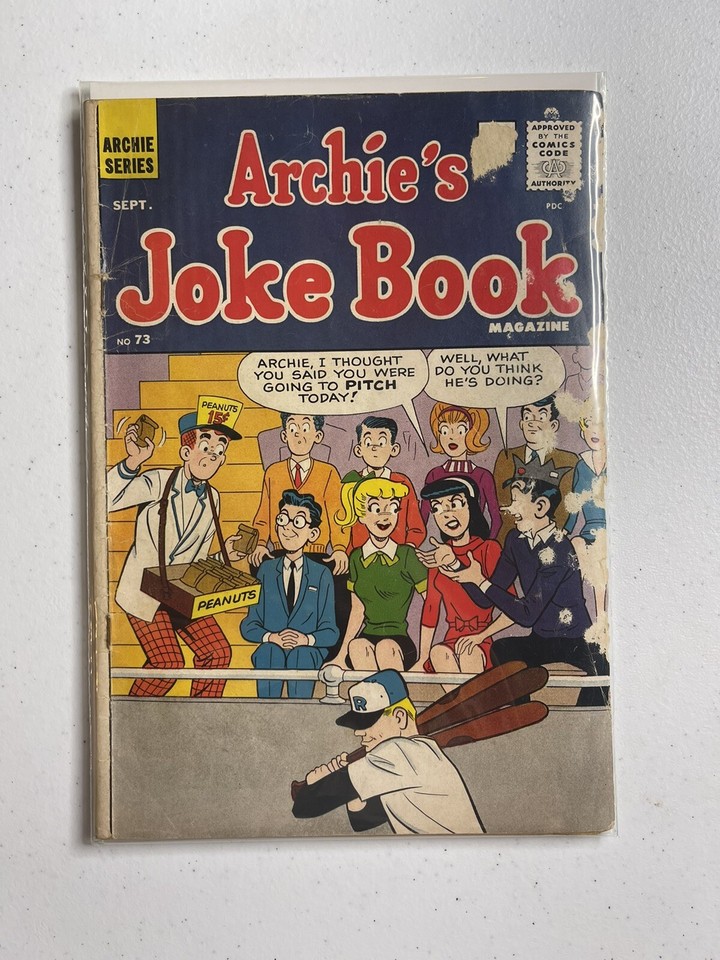 ARCHIE
SERIES
SEPT.
Archie's
APPROVED
BY THE
COMICS
CODE
CA
AUTHORITY
PDC
Joke Book
MAGAZINE
NO 73
ARCHIE, I THOUGHT
YOU SAID YOU WERE
GOING TO PITCH
TODAY!
WELL, WHAT
DO YOU THINK
HE'S DOING?
PEANUTS
15¢
PEANUTS
R